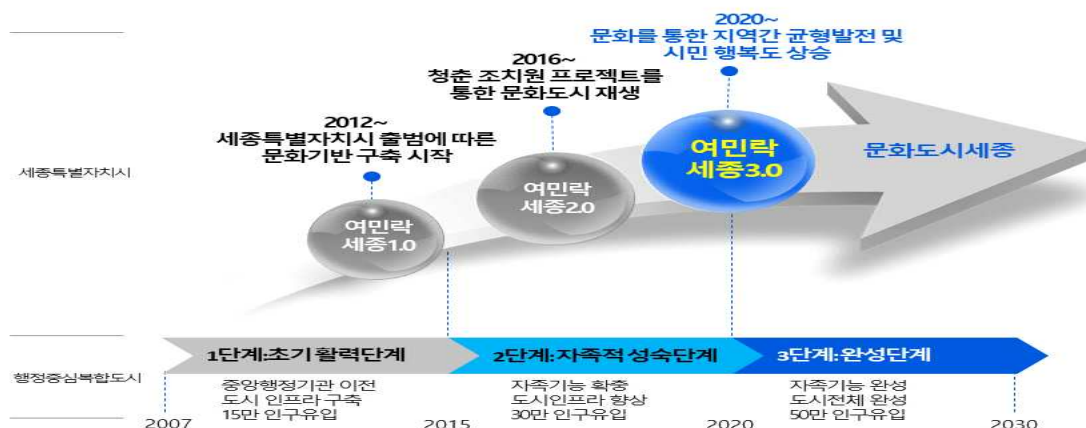 2020~
문화를 통한 지역간 균형발전 및
시민 행복도 상승
2016~
청춘 조치원 프로젝트를
통한 문화도시 재생
2012~
세종특별자치시 출범에 따른
문화기반 구축 시작
세종특별자치시
여민락
세종1.0
여민락
세종2.0
여민락
세종3.0
문화도시세종
행정중심복합도시
1단계:초기 활력단계
중앙행정기관 이전
도시 인프라 구축
15만 인구유입
2단계:자족적 성숙단계
자족기능 확충
도시인프라 향상
30만 인구유입
3단계:완성단계
자족기능 완성
도시전체 완성
50만 인구유입
2007
2015
2020
2030